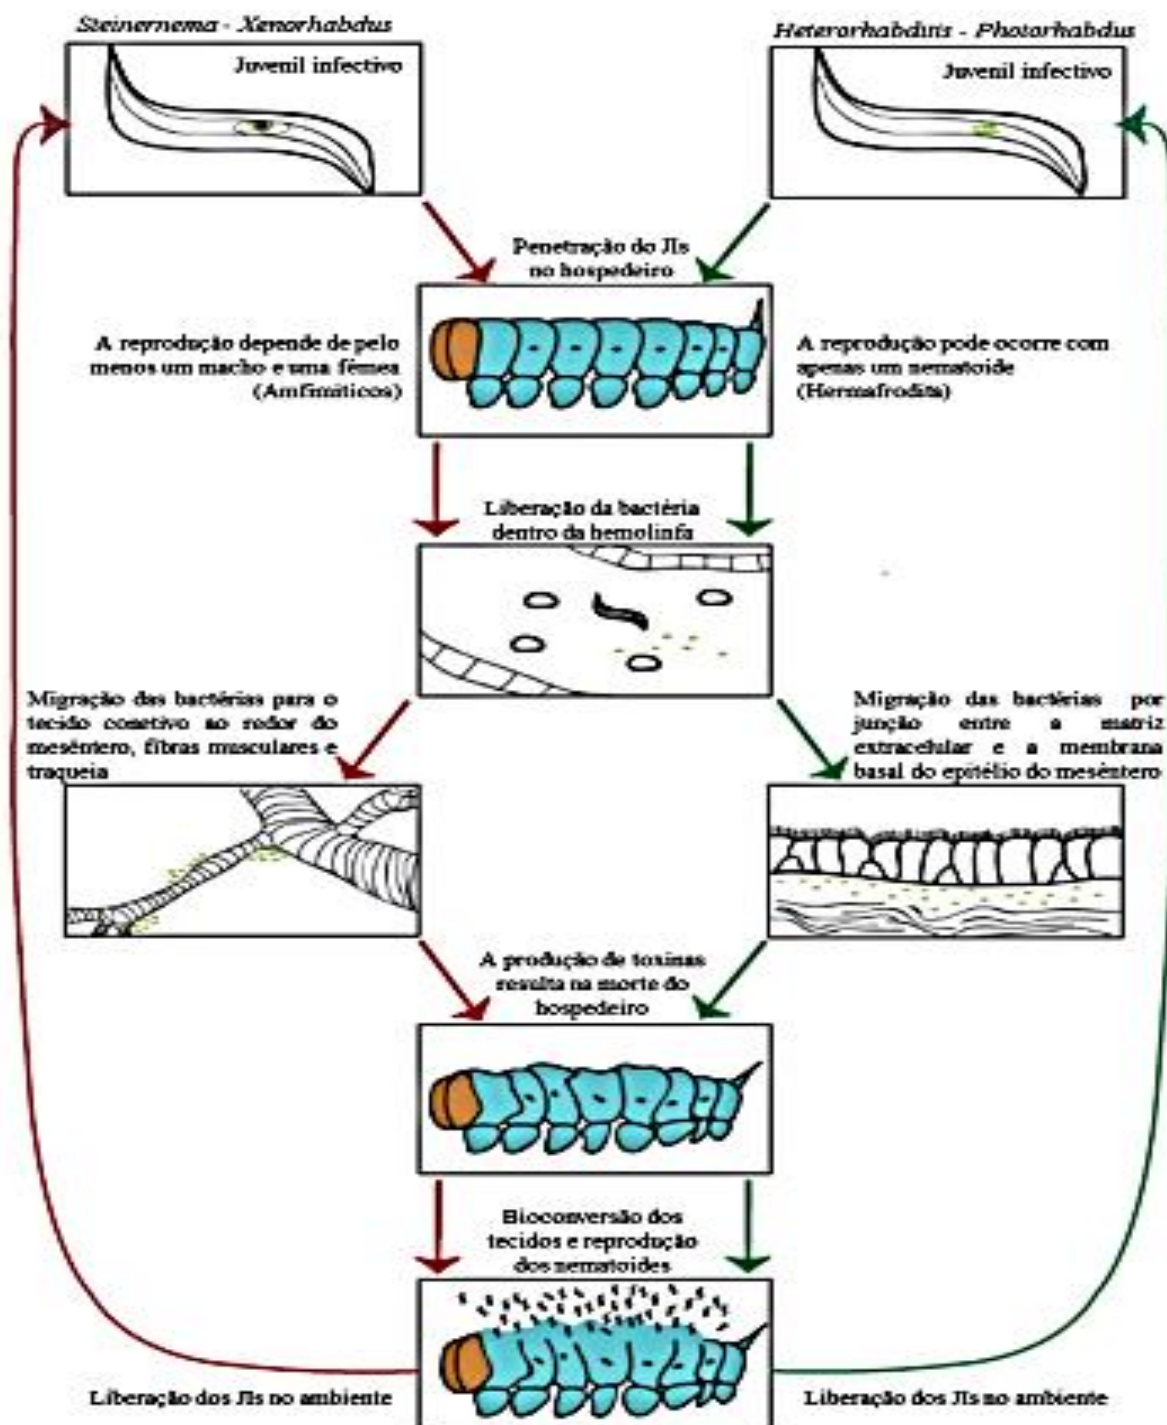 Steinernema - Xenorhabdus
Heterorhabditis - Photorhabdus
Juvenil infectivo
Juvenil infectivo
Penetração do JIs
no hospedeiro
A reprodução depende de pelo
menos um macho e uma fêmea
(Amfimiticos)
A reprodução pode ocorre com
apenas um nematoide
(Hermafrodita)
Liberação da bactéria
dentro da hemolinfa
Migração das bactérias para o
tecido conetivo ao redor do
mesêntero, fibras musculares e
traqueia
Migração das bactérias por
junção entre a matriz
extracelular e a membrana
basal do epitélio do mesêntero
A produção de toxinas
resulta na morte do
hospedeiro
Bioconversão dos
tecidos e reprodução
dos nematoides
Liberação dos JIs no ambiente
Liberação dos JIs no ambiente